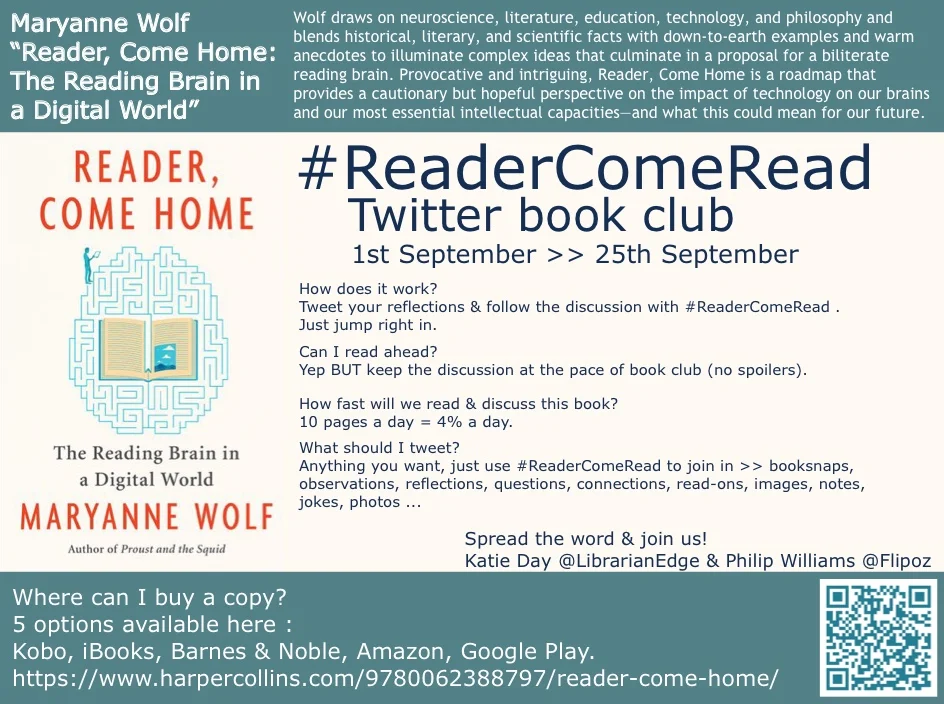 Maryanne Wolf
“Reader, Come Home:
The Reading Brain in
a Digital World”
Wolf draws on neuroscience, literature, education, technology, and philosophy and
blends historical, literary, and scientific facts with down-to-earth examples and warm
anecdotes to illuminate complex ideas that culminate in a proposal for a biliterate
reading brain. Provocative and intriguing, Reader, Come Home is a roadmap that
provides a cautionary but hopeful perspective on the impact of technology on our brains
and our most essential intellectual capacities—and what this could mean for our future.
READER,
COME HOME
The Reading Brain in
a Digital World
MARYANNE WOLF
Author of Proust and the Squid
#ReaderComeRead
Twitter book club
1st September >> 25th September
How does it work?
Tweet your reflections & follow the discussion with #ReaderComeRead .
Just jump right in.
Can I read ahead?
Yep BUT keep the discussion at the pace of book club (no spoilers).
How fast will we read & discuss this book?
10 pages a day = 4% a day.
What should I tweet?
Anything you want, just use #ReaderComeRead to join in >> booksnaps,
observations, reflections, questions, connections, read-ons, images, notes,
jokes, photos ...
Spread the word & join us!
Katie Day @LibrarianEdge & Philip Williams @Flipoz
Where can I buy a copy?
5 options available here :
Kobo, iBooks, Barnes & Noble, Amazon, Google Play.
https://www.harpercollins.com/9780062388797/reader-come-home/